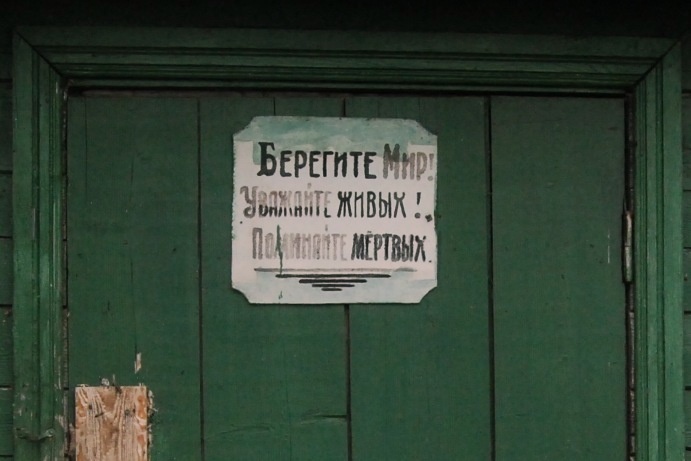 Берегите Мир!
Уважайте живых!.
Поминайте мёртвых.